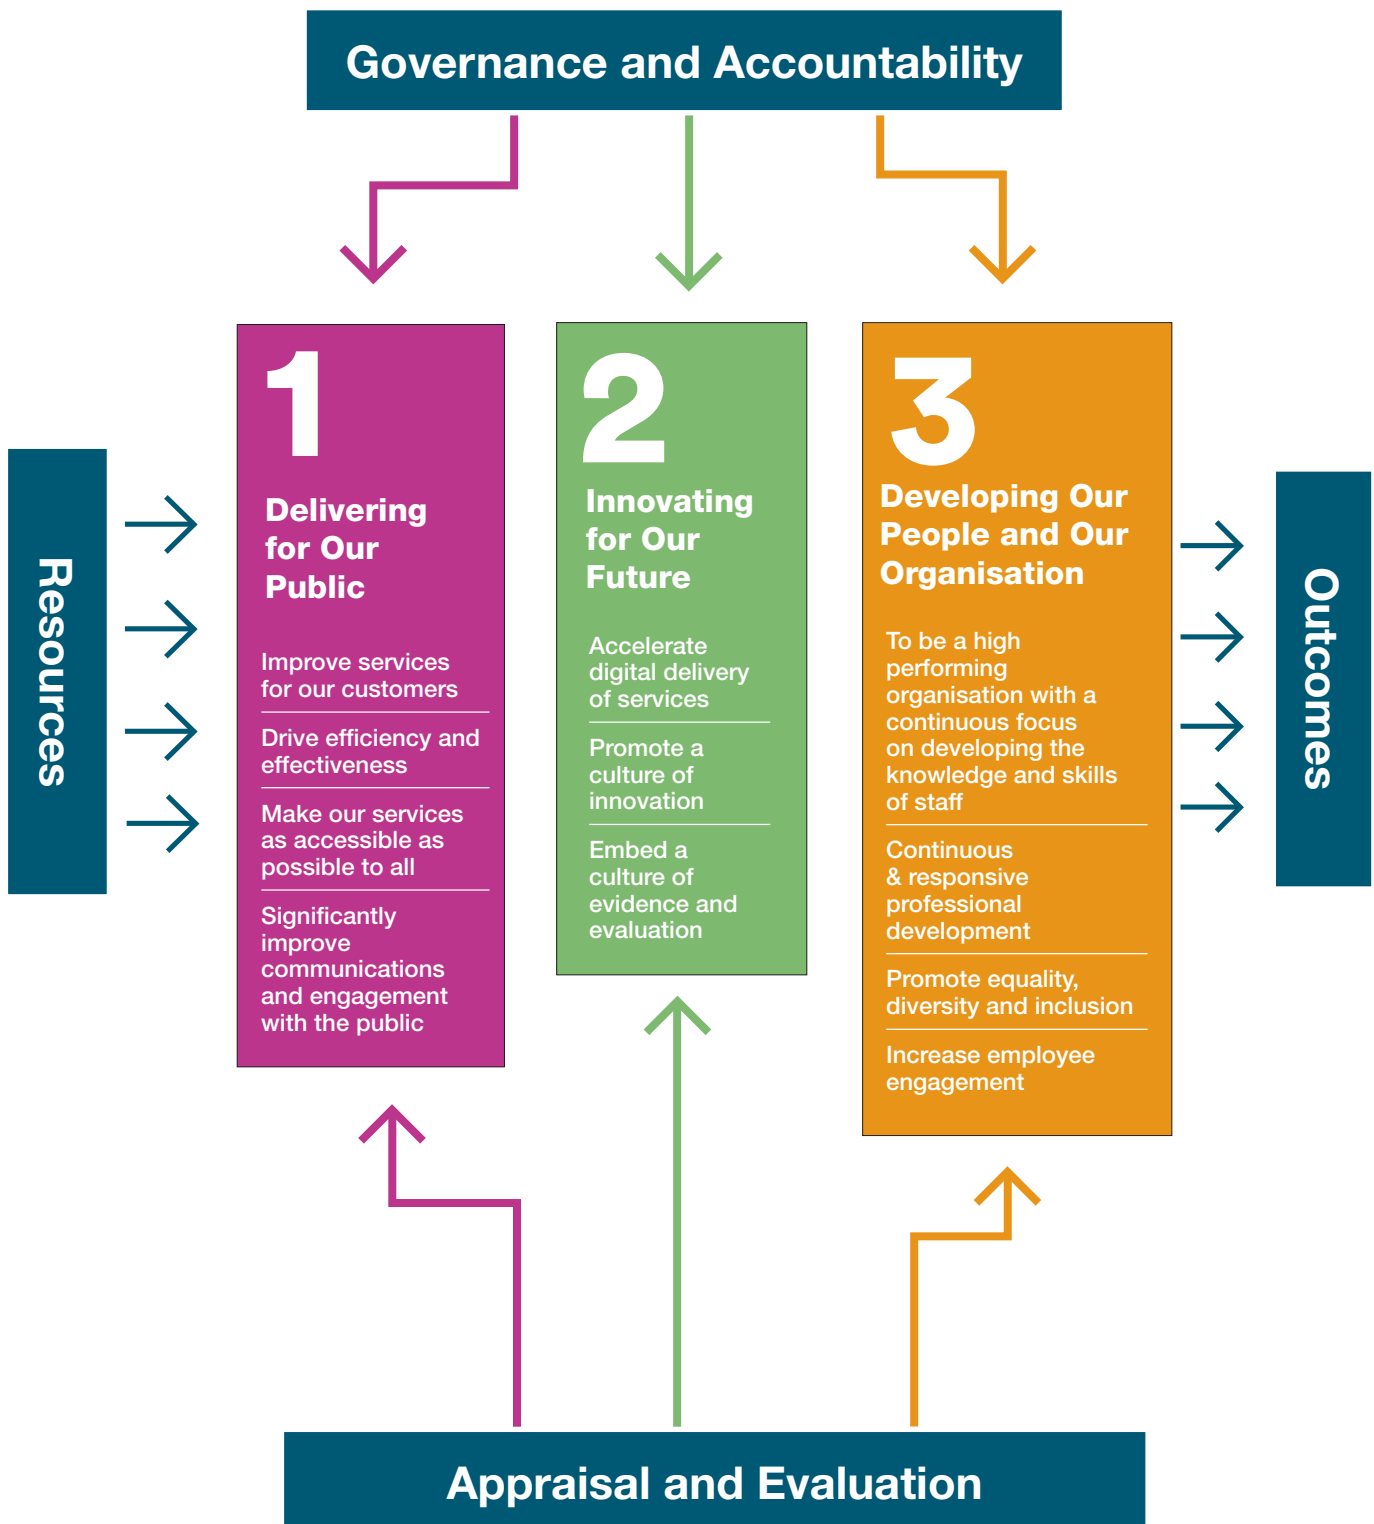 Governance and Accountability
Resources
1
Delivering
for Our
Public
Improve services
for our customers
Drive efficiency and
effectiveness
Make our services
as accessible as
possible to all
Significantly
improve
communications
and engagement
with the public
2
Innovating
for Our
Future
Accelerate
digital delivery
of services
Promote a
culture of
innovation
Embed a
culture of
evidence and
evaluation
3
Developing Our
People and Our
Organisation
To be a high
performing
organisation with a
continuous focus
on developing the
knowledge and skills
of staff
Continuous
& responsive
professional
development
Promote equality,
diversity and inclusion
Increase employee
engagement
Outcomes
Appraisal and Evaluation